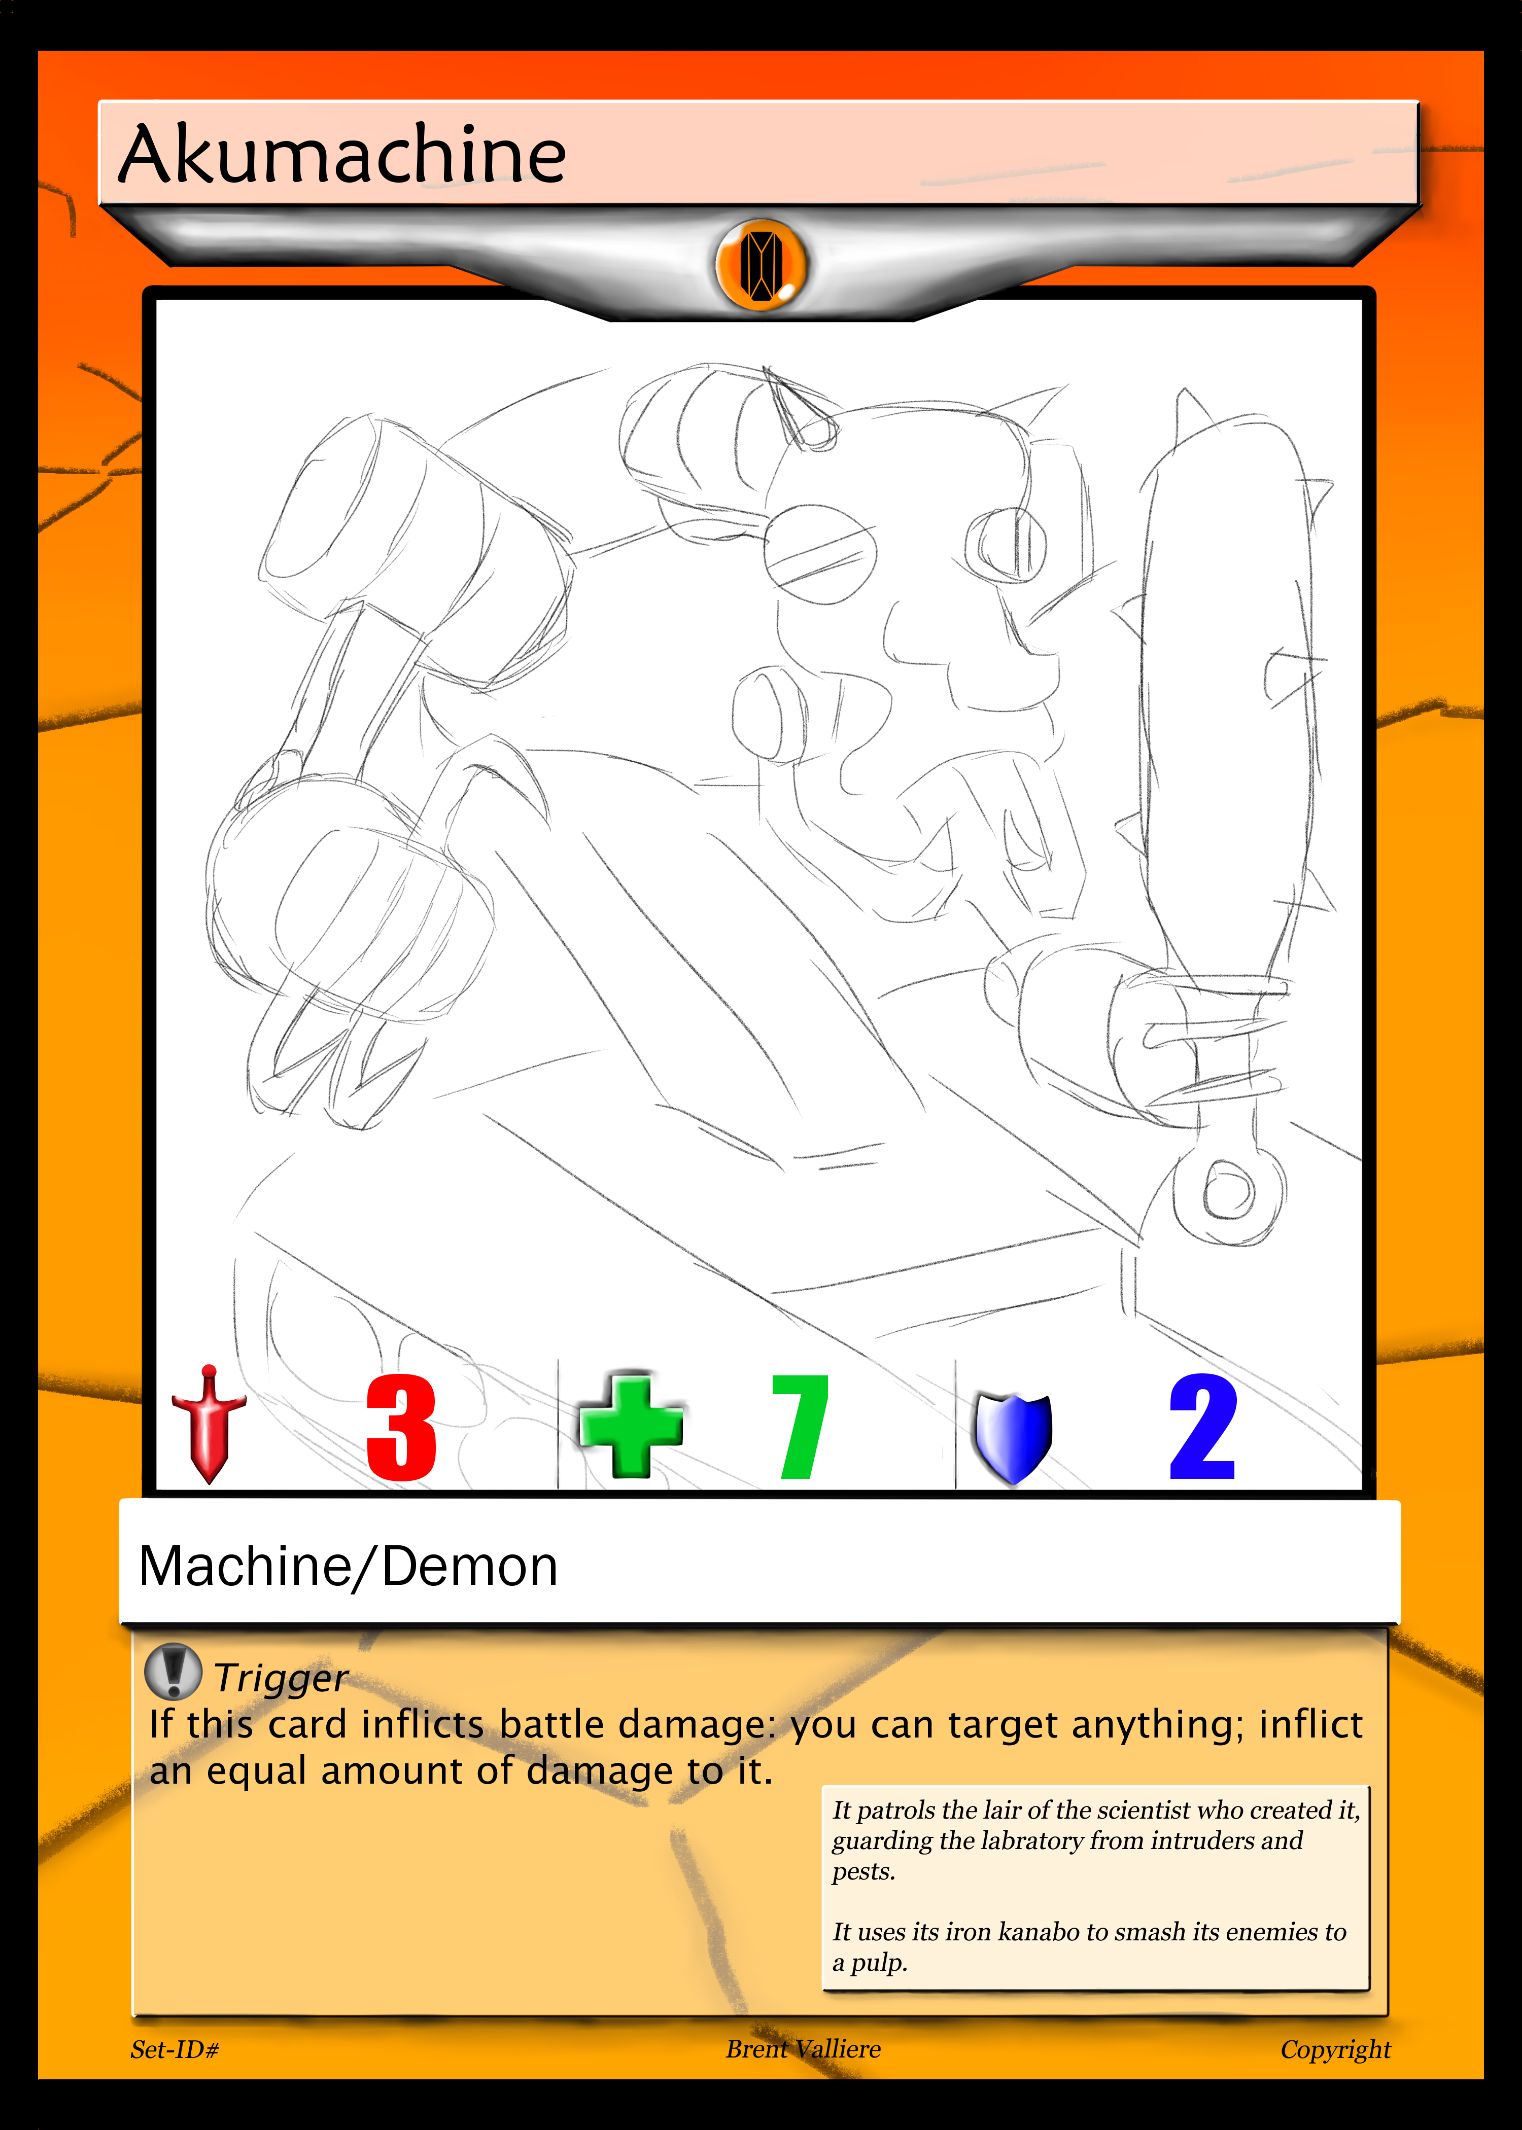 Akumachine
3
7
2
Machine/Demon
Trigger
If this card inflicts battle damage: you can target anything; inflict
an equal amount of damage to it.
It patrols the lair of the scientist who created it,
guarding the labratory from intruders and
pests.
It uses its iron kanabo to smash its enemies to
a pulp.
Set-ID#
Brent Valliere
Copyright